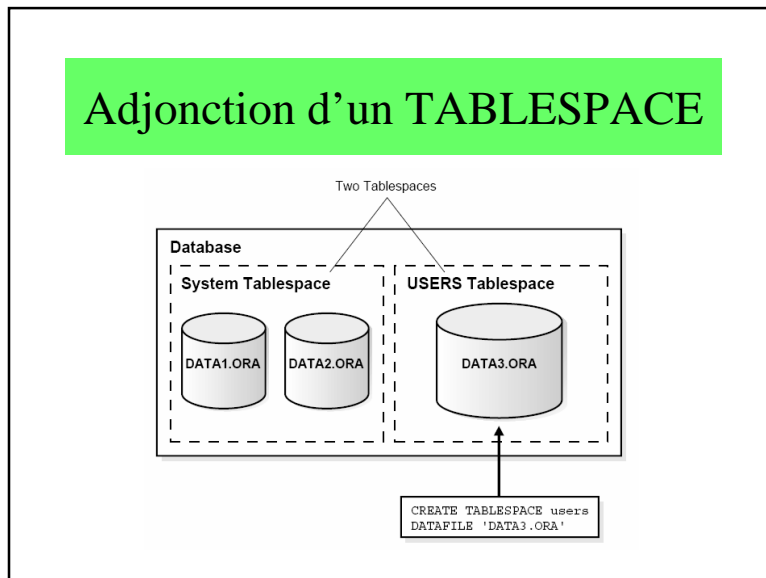 Adjonction d'un TABLESPACE
Two Tablespaces
Database
System Tablespace
USERS Tablespace
DATA1.ORA
DATA2.ORA
DATA3.ORA
CREATE TABLESPACE users
DATAFILE 'DATA3.ORA'